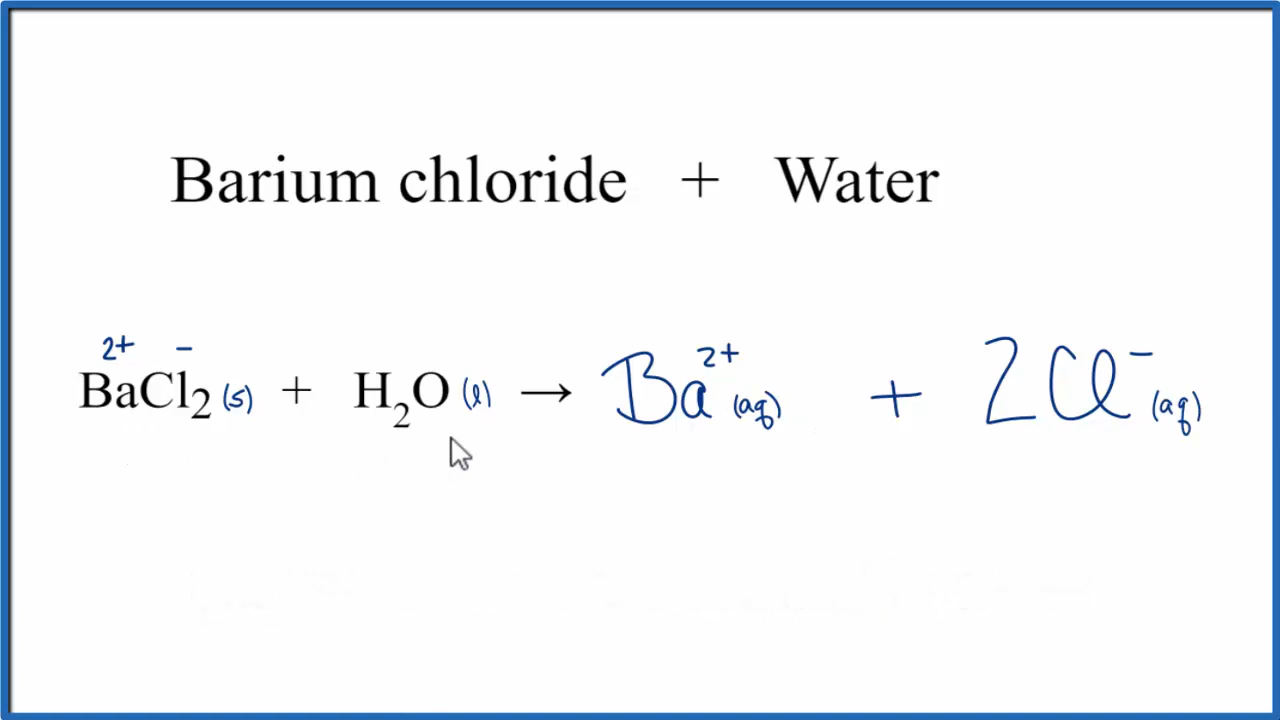 Barium chloride + Water
2+ −
BaCl₂(s) + H₂O(l) → Ba²⁺(aq) + 2Cl⁻(aq)